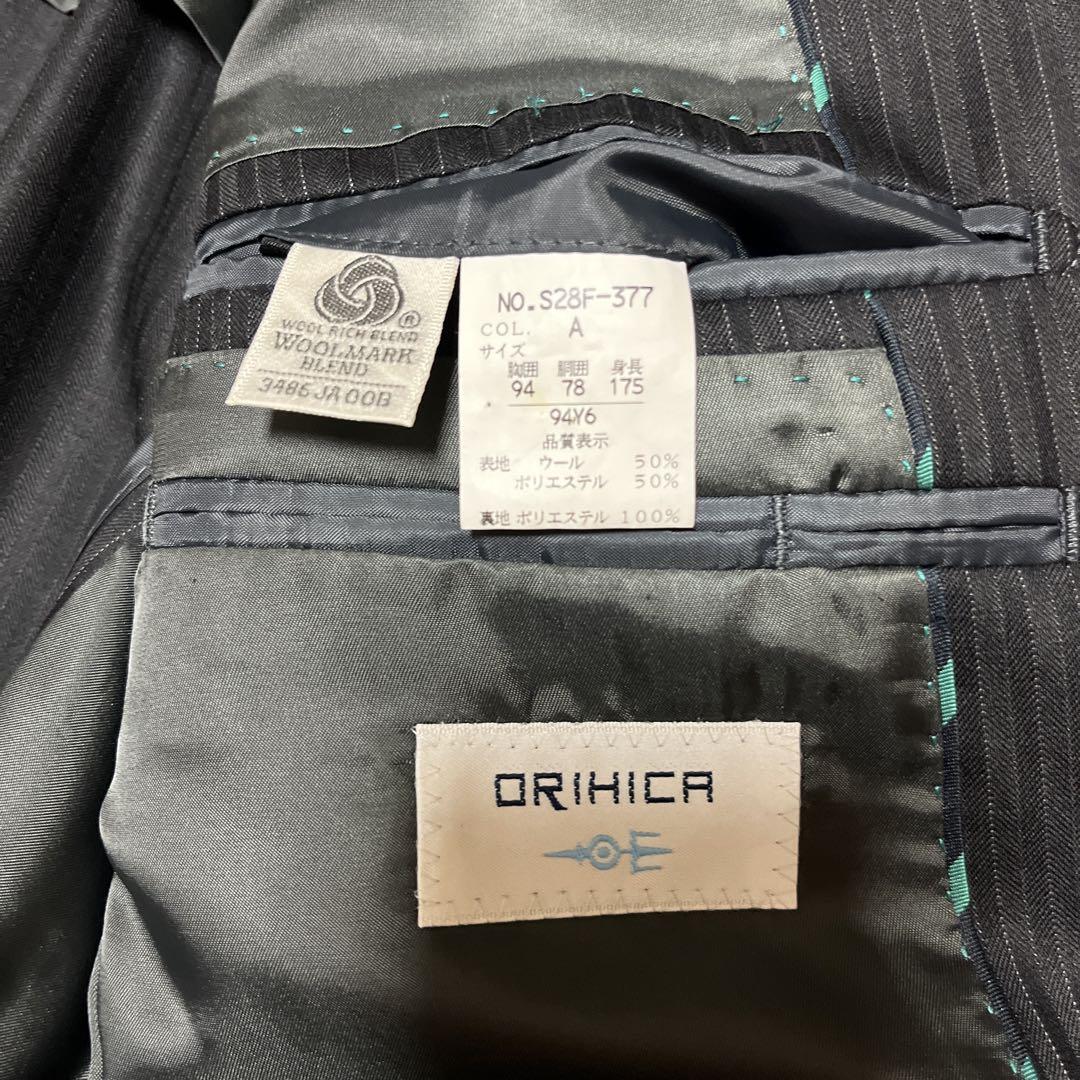 WOOL RICH BLEND
®
WOOLMARK
BLEND
3486 JA 00B
NO.S28F-377
COL. A
サイズ
胸囲 胴囲 身長
94 78 175
94Y6
品質表示
表地 ウール 50%
ポリエステル 50%
裏地 ポリエステル 100%
ORIHICA